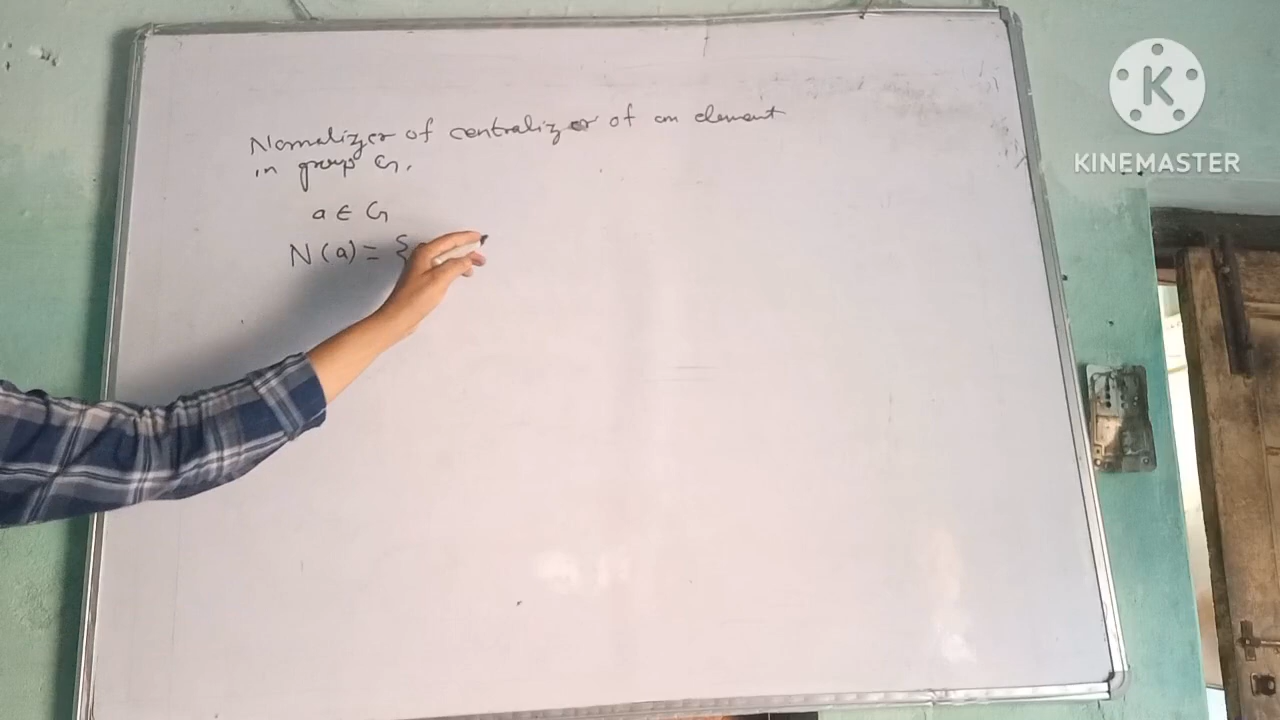 Normalizer of centralizer of an element
in group G.
a ∈ G
N(a) = {
K
KINEMASTER